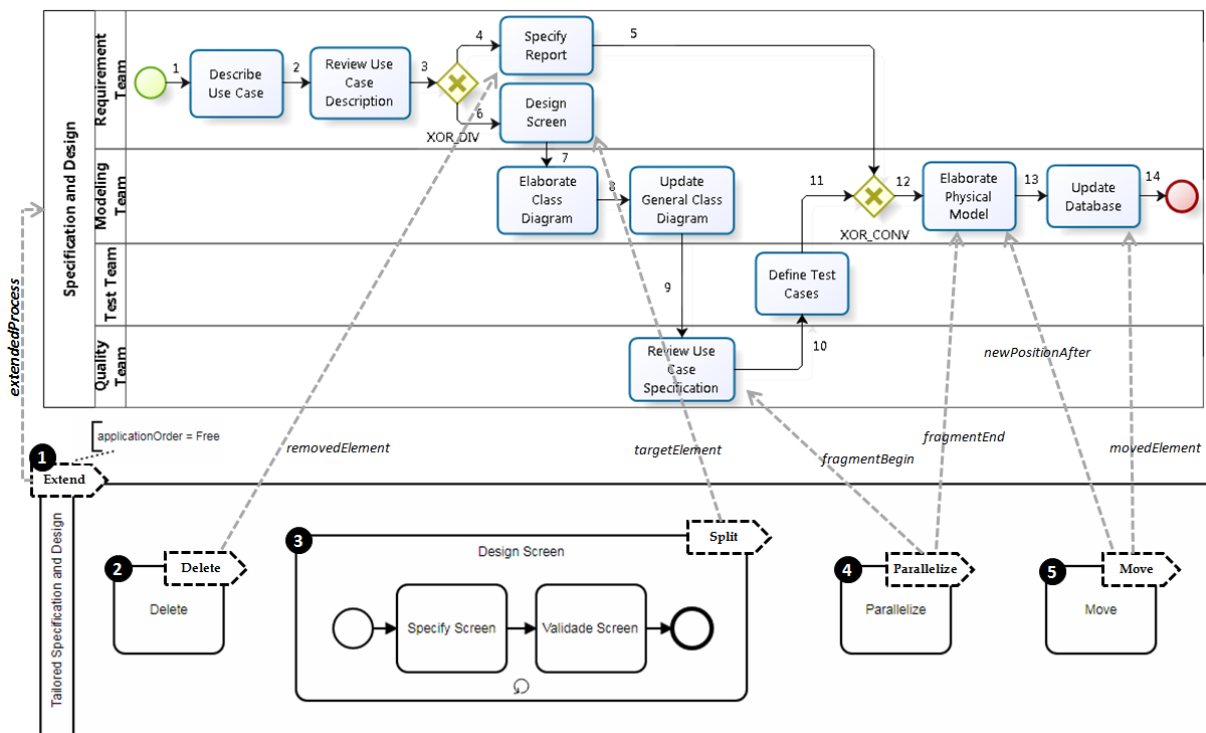 Specification and Design
Requirement
Team
Modeling
Team
Test Team
Quality
Team
1
Describe
Use Case
2
Review Use
Case
Description
3
XOR_DIV
4
Specify
Report
5
6
Design
Screen
7
Elaborate
Class
Diagram
8
Update
General Class
Diagram
9
Review Use
Case
Specification
10
Define Test
Cases
11
XOR_CONV
12
Elaborate
Physical
Model
13
Update
Database
14
extendedProcess
removedElement
targetElement
fragmentBegin
fragmentEnd
newPositionAfter
movedElement
applicationOrder = Free
1
Extend
Tailored Specification and Design
2
Delete
Delete
3
Split
Design Screen
Specify Screen
Validade Screen
4
Parallelize
Parallelize
5
Move
Move